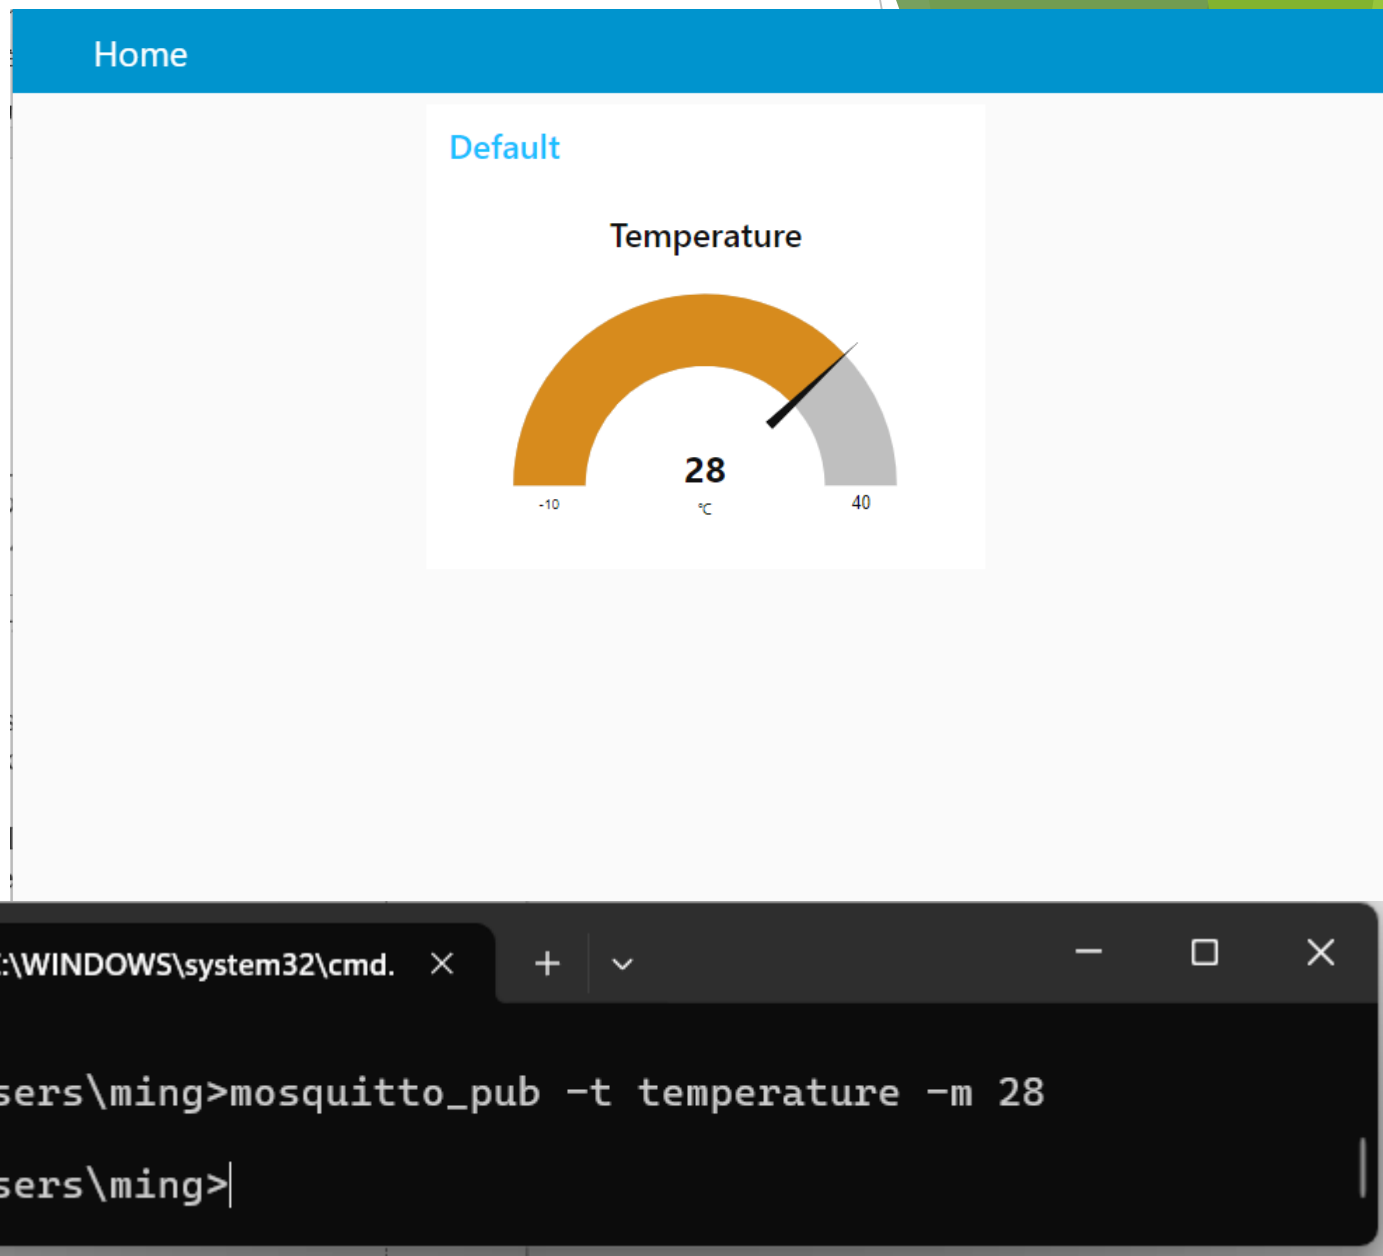 Home
Default
Temperature
28
-10
°C
40
:\WINDOWS\system32\cmd.
sers\ming>mosquitto_pub -t temperature -m 28
sers\ming>